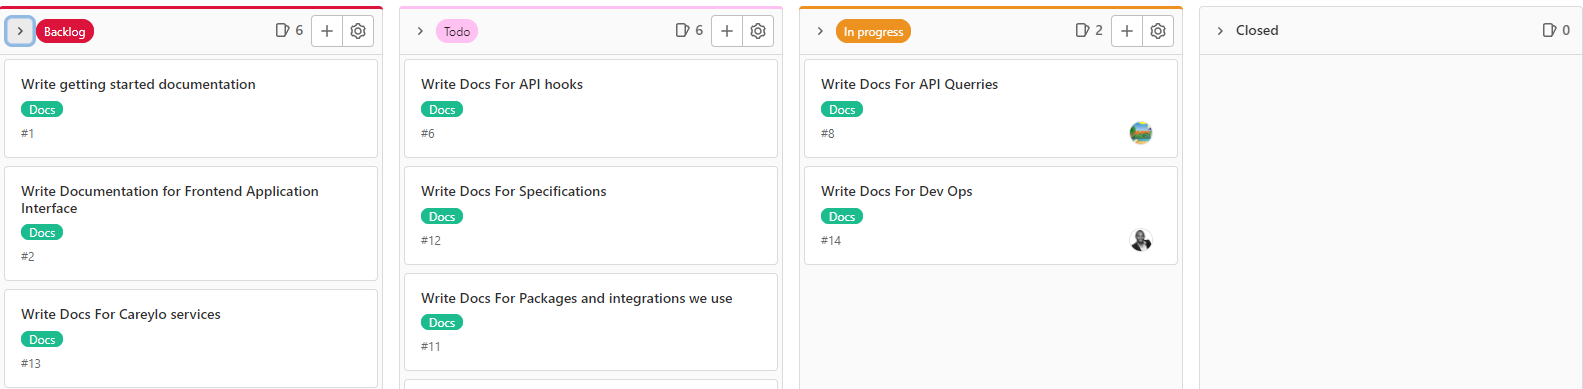 Backlog
6
Write getting started documentation
Docs
#1
Write Documentation for Frontend Application
Interface
Docs
#2
Write Docs For Careylo services
Docs
#13
Todo
6
Write Docs For API hooks
Docs
#6
Write Docs For Specifications
Docs
#12
Write Docs For Packages and integrations we use
Docs
#11
In progress
2
Write Docs For API Querries
Docs
#8
Write Docs For Dev Ops
Docs
#14
Closed
0